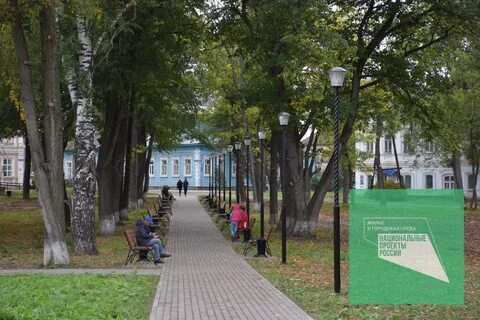 ЖИЛЬЕ
И ГОРОДСКАЯ СРЕДА
НАЦИОНАЛЬНЫЕ
ПРОЕКТЫ
РОССИИ